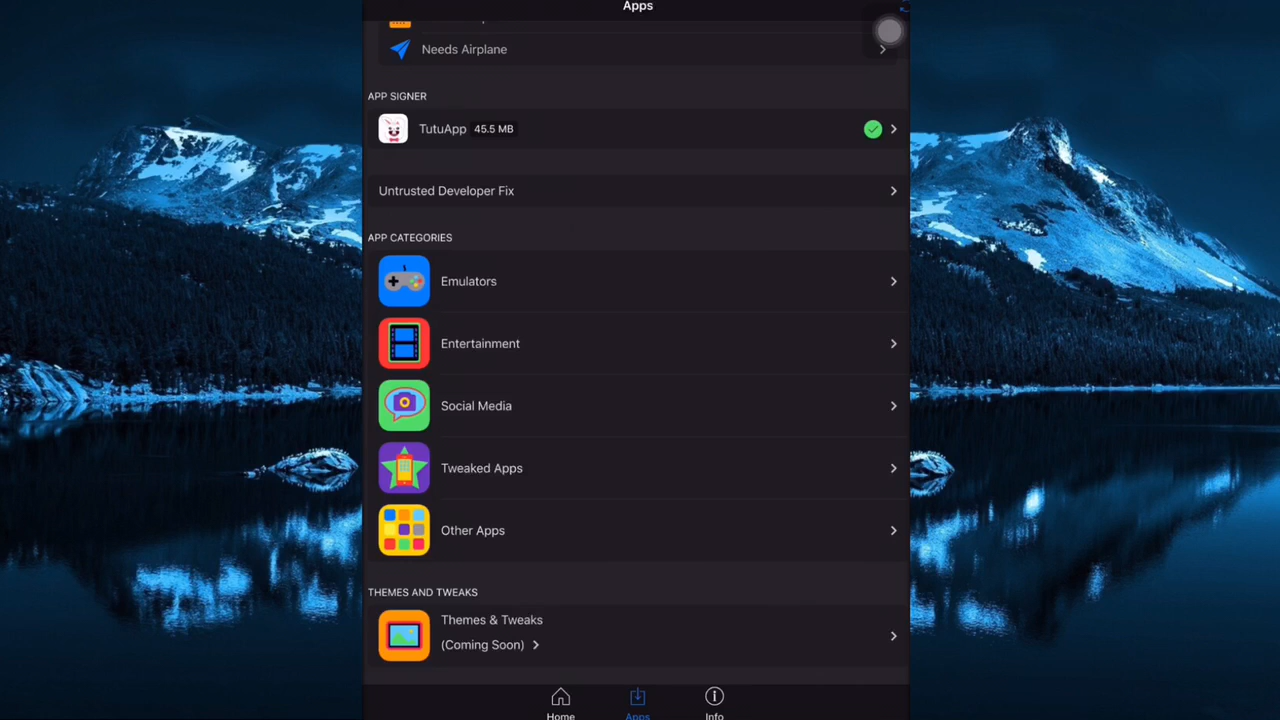 Apps
Needs Airplane
APP SIGNER
TutuApp 45.5 MB
Untrusted Developer Fix
APP CATEGORIES
Emulators
Entertainment
Social Media
Tweaked Apps
Other Apps
THEMES AND TWEAKS
Themes & Tweaks
(Coming Soon)
Home Apps Info